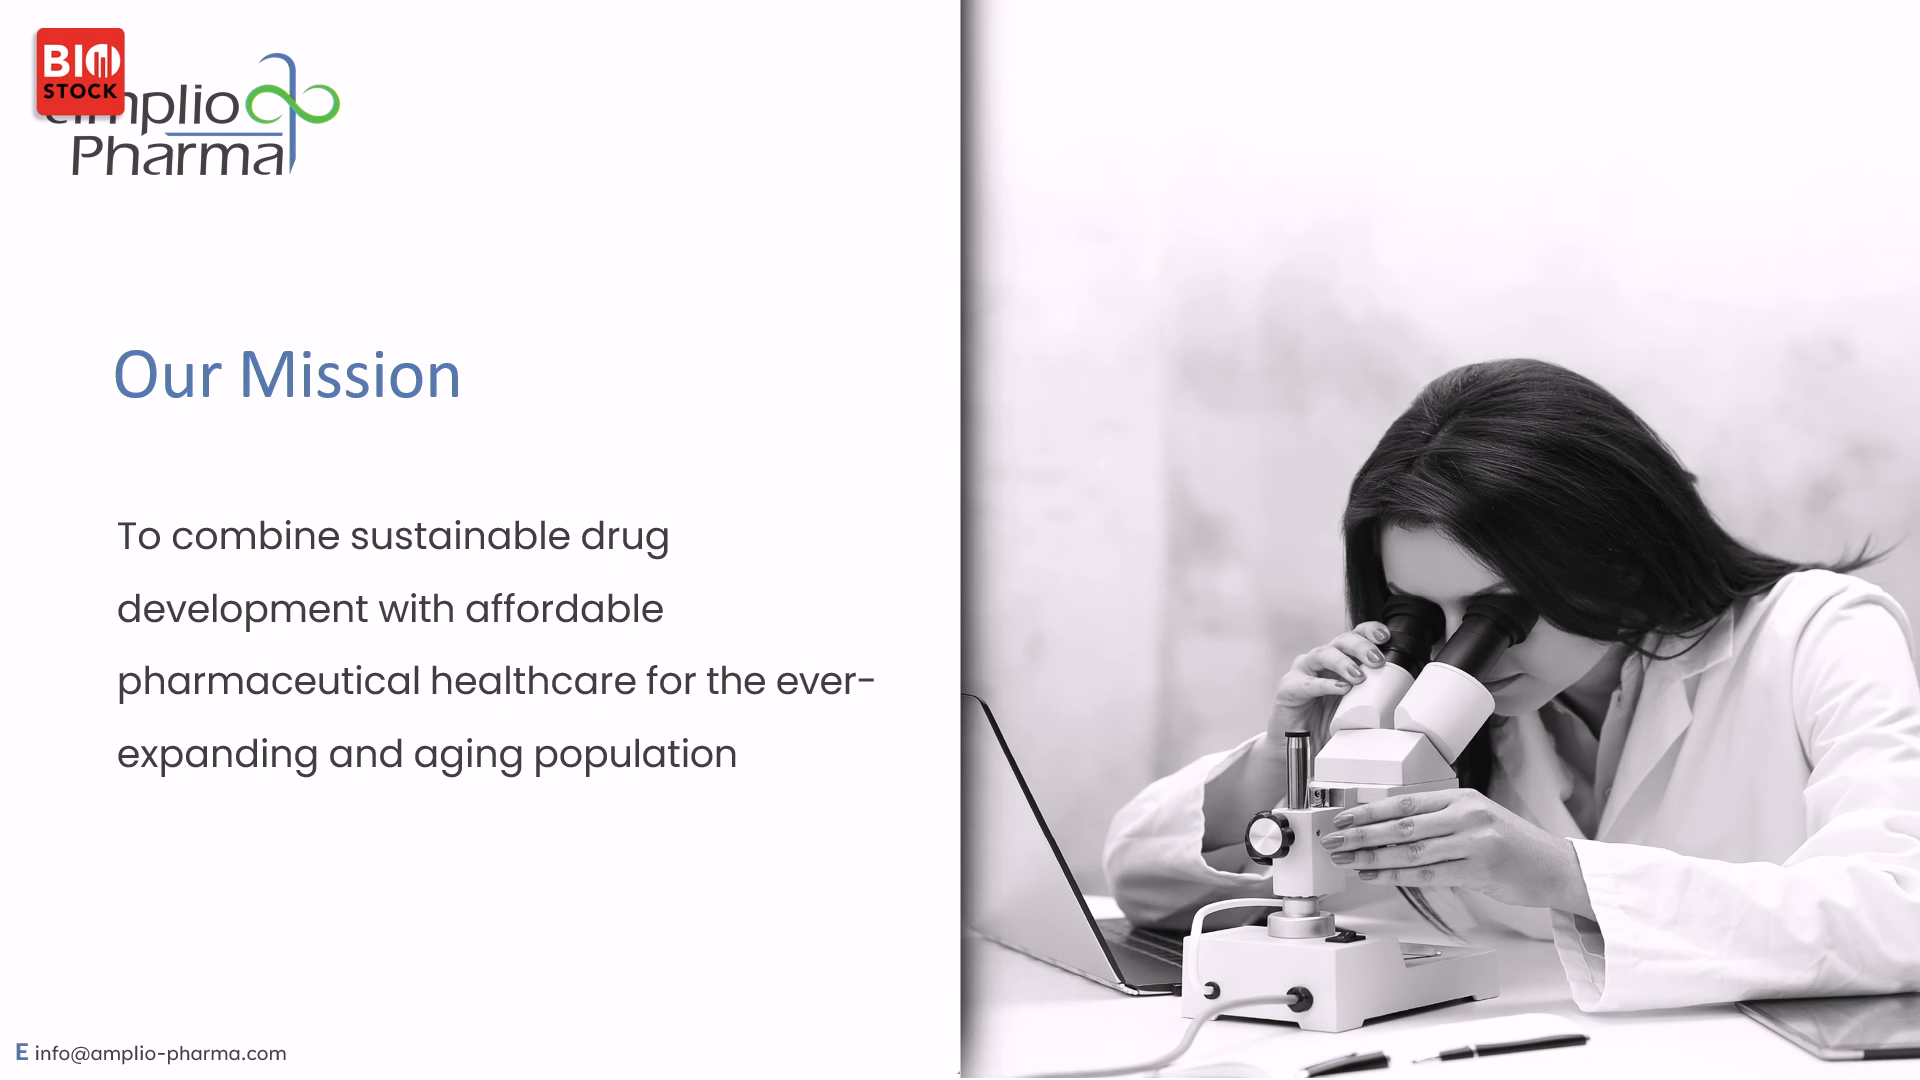 BIO
STOCK
amplio
Pharma
Our Mission
To combine sustainable drug
development with affordable
pharmaceutical healthcare for the ever-
expanding and aging population
E info@amplio-pharma.com